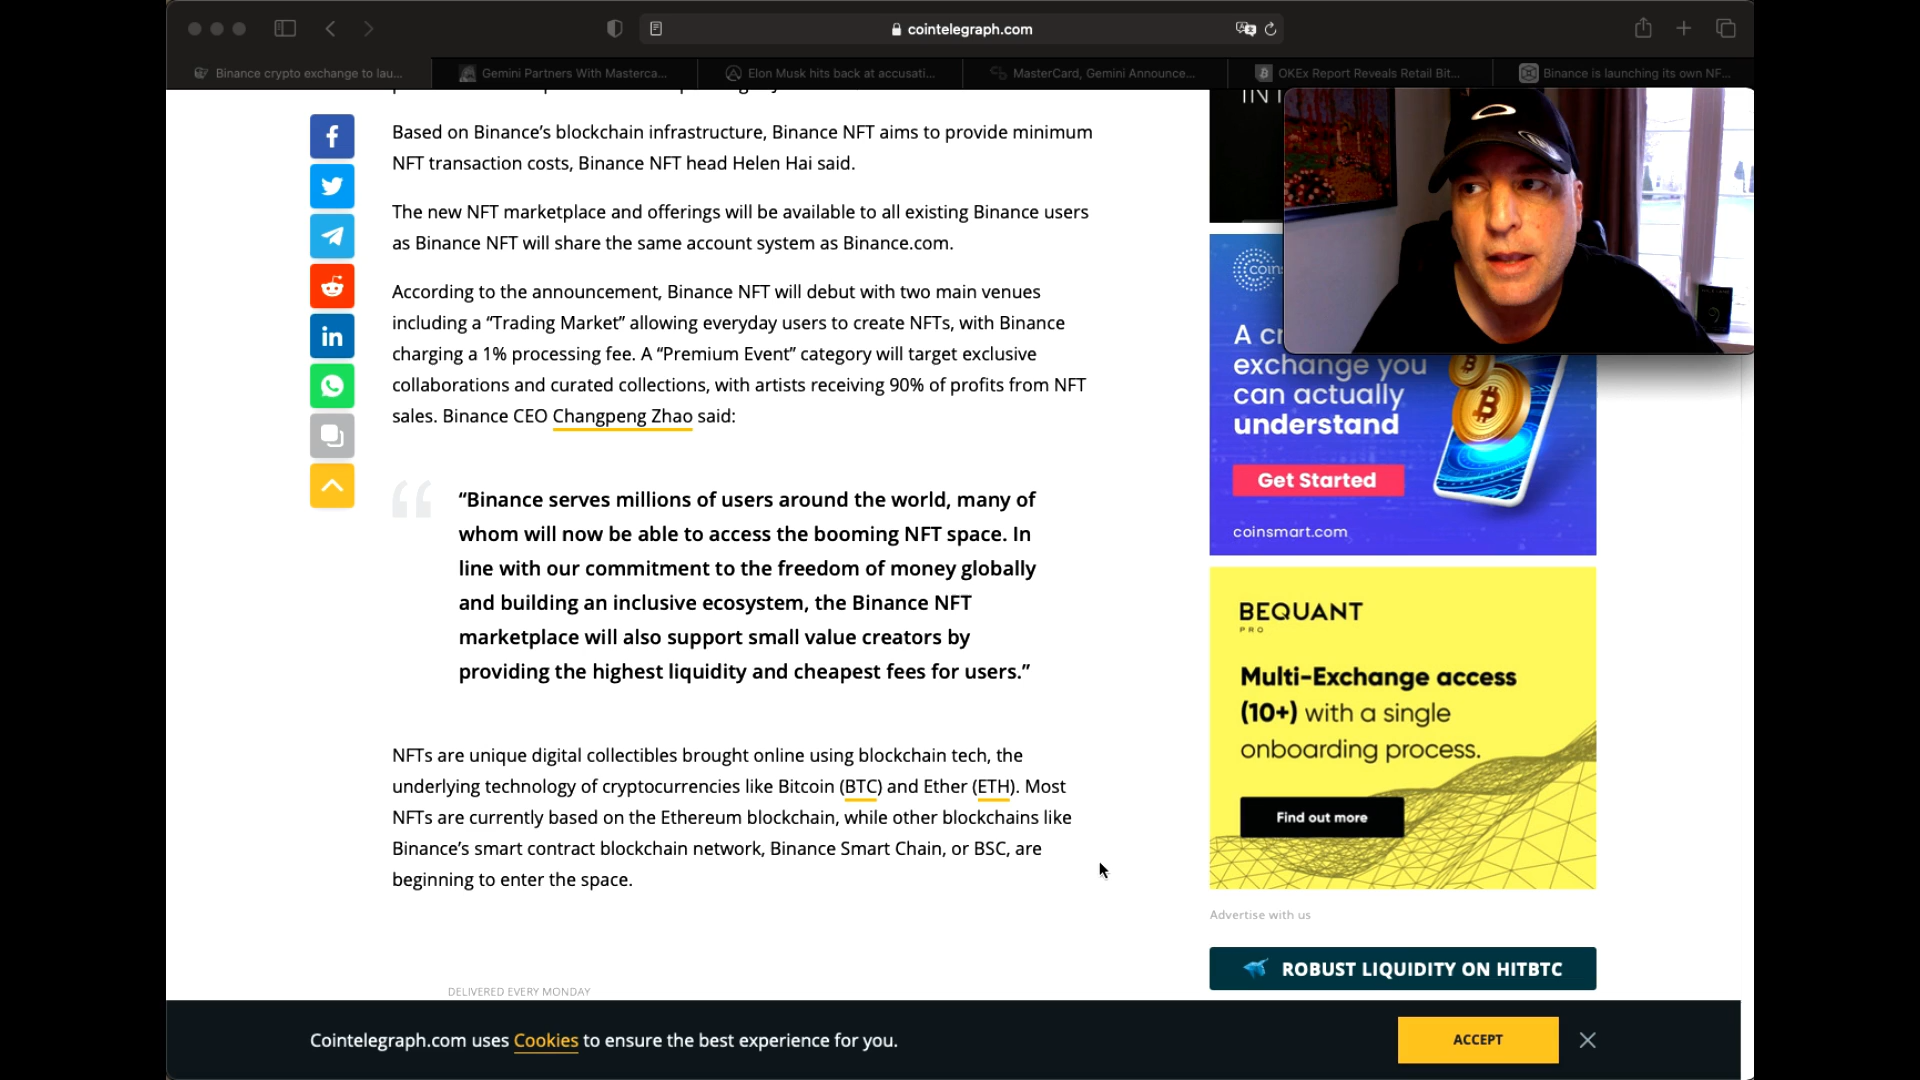 cointelegraph.com
Binance crypto exchange to lau...
Gemini Partners With Masterca...
Elon Musk hits back at accusati...
MasterCard, Gemini Announce...
OKEx Report Reveals Retail Bit...
Binance is launching its own NF...
Based on Binance’s blockchain infrastructure, Binance NFT aims to provide minimum
NFT transaction costs, Binance NFT head Helen Hai said.
The new NFT marketplace and offerings will be available to all existing Binance users
as Binance NFT will share the same account system as Binance.com.
According to the announcement, Binance NFT will debut with two main venues
including a “Trading Market” allowing everyday users to create NFTs, with Binance
charging a 1% processing fee. A “Premium Event” category will target exclusive
collaborations and curated collections, with artists receiving 90% of profits from NFT
sales. Binance CEO Changpeng Zhao said:
“Binance serves millions of users around the world, many of
whom will now be able to access the booming NFT space. In
line with our commitment to the freedom of money globally
and building an inclusive ecosystem, the Binance NFT
marketplace will also support small value creators by
providing the highest liquidity and cheapest fees for users.”
NFTs are unique digital collectibles brought online using blockchain tech, the
underlying technology of cryptocurrencies like Bitcoin (BTC) and Ether (ETH). Most
NFTs are currently based on the Ethereum blockchain, while other blockchains like
Binance’s smart contract blockchain network, Binance Smart Chain, or BSC, are
beginning to enter the space.
DELIVERED EVERY MONDAY
A
exchange you
can actually
understand
Get Started
coinsmart.com
BEQUANT
PRO
Multi-Exchange access
(10+) with a single
onboarding process.
Find out more
Advertise with us
ROBUST LIQUIDITY ON HITBTC
Cointelegraph.com uses Cookies to ensure the best experience for you.
ACCEPT